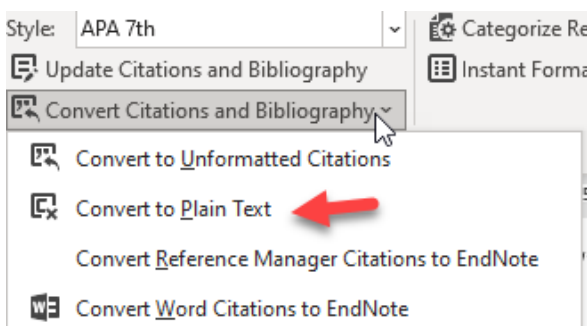 Style: APA 7th Categorize Re
Update Citations and Bibliography Instant Forma
Convert Citations and Bibliography
Convert to Unformatted Citations
Convert to Plain Text
Convert Reference Manager Citations to EndNote
Convert Word Citations to EndNote